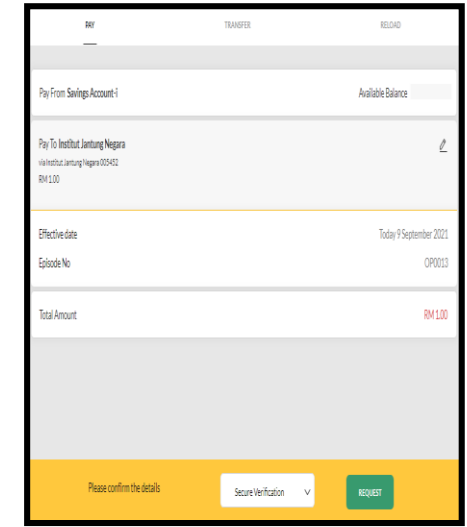 PAY TRANSFER RELOAD
Pay From Savings Account-i Available Balance
Pay To Institut Jantung Negara
via Institut Jantung Negara 005452
RM 1.00
Effective date Today 9 September 2021
Episode No OP0013
Total Amount RM 1.00
Please confirm the details Secure Verification REQUEST